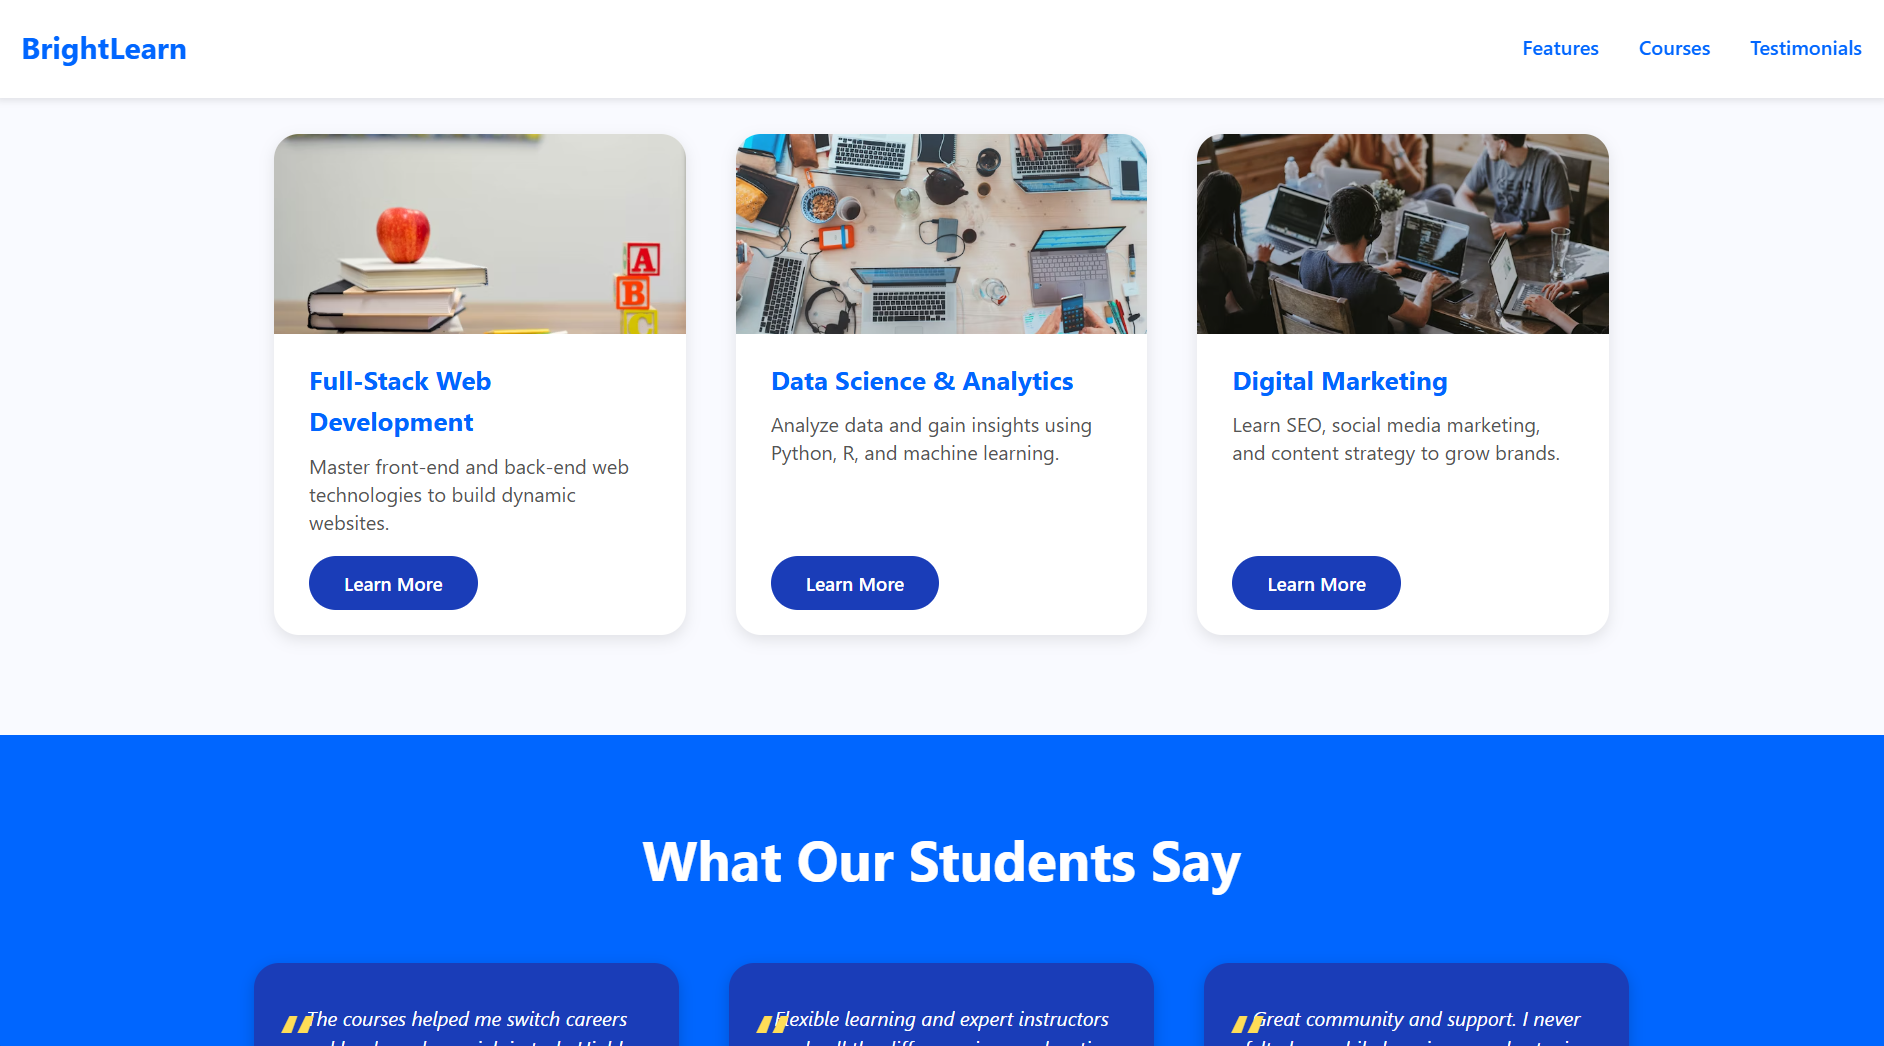 BrightLearn
Features Courses Testimonials
A
B
C
Full-Stack Web
Development
Master front-end and back-end web
technologies to build dynamic
websites.
Learn More
Data Science & Analytics
Analyze data and gain insights using
Python, R, and machine learning.
Learn More
Digital Marketing
Learn SEO, social media marketing,
and content strategy to grow brands.
Learn More
What Our Students Say
"The courses helped me switch careers
"Flexible learning and expert instructors
"Great community and support. I never